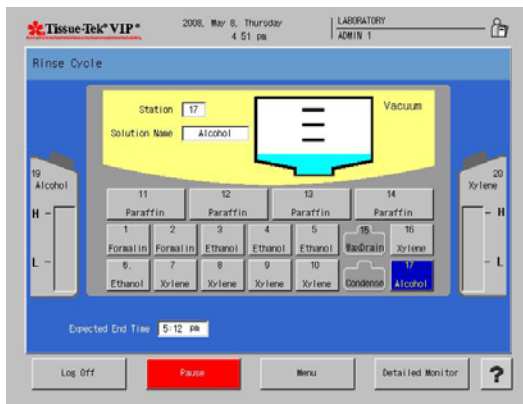 Tissue-Tek® VIP®
2008, May 8, Thursday
4 51 PM
LABORATORY
ADMIN 1
Rinse Cycle
Station 17
Solution Name Alcohol
Vacuum
19
Alcohol
H -
L -
20
Xylene
- H
- L
11 12 13 14
Paraffin Paraffin Paraffin Paraffin
1 2 3 4 5 15 16
Formalin Formalin Ethanol Ethanol Ethanol WaxDrain Xylene
6. 7 8 9 10 17
Ethanol Xylene Xylene Xylene Xylene Condense Alcohol
Expected End Time 5:12 PM
Log Off
Pause
Menu
Detailed Monitor
?